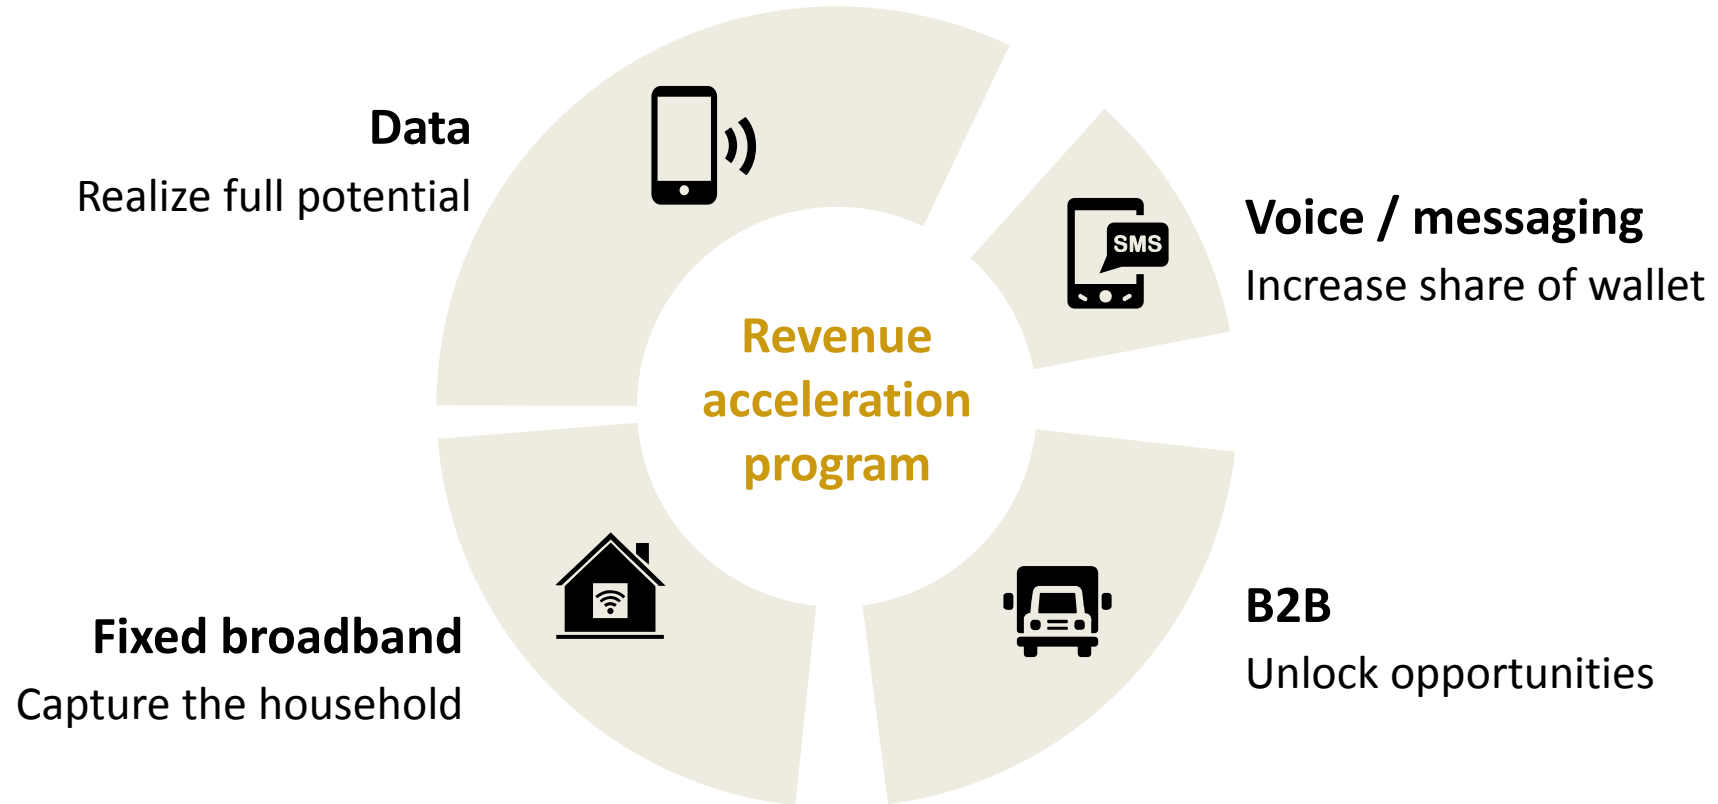 Data
Realize full potential
SMS
Voice / messaging
Increase share of wallet
Revenue
acceleration
program
Fixed broadband
Capture the household
B2B
Unlock opportunities